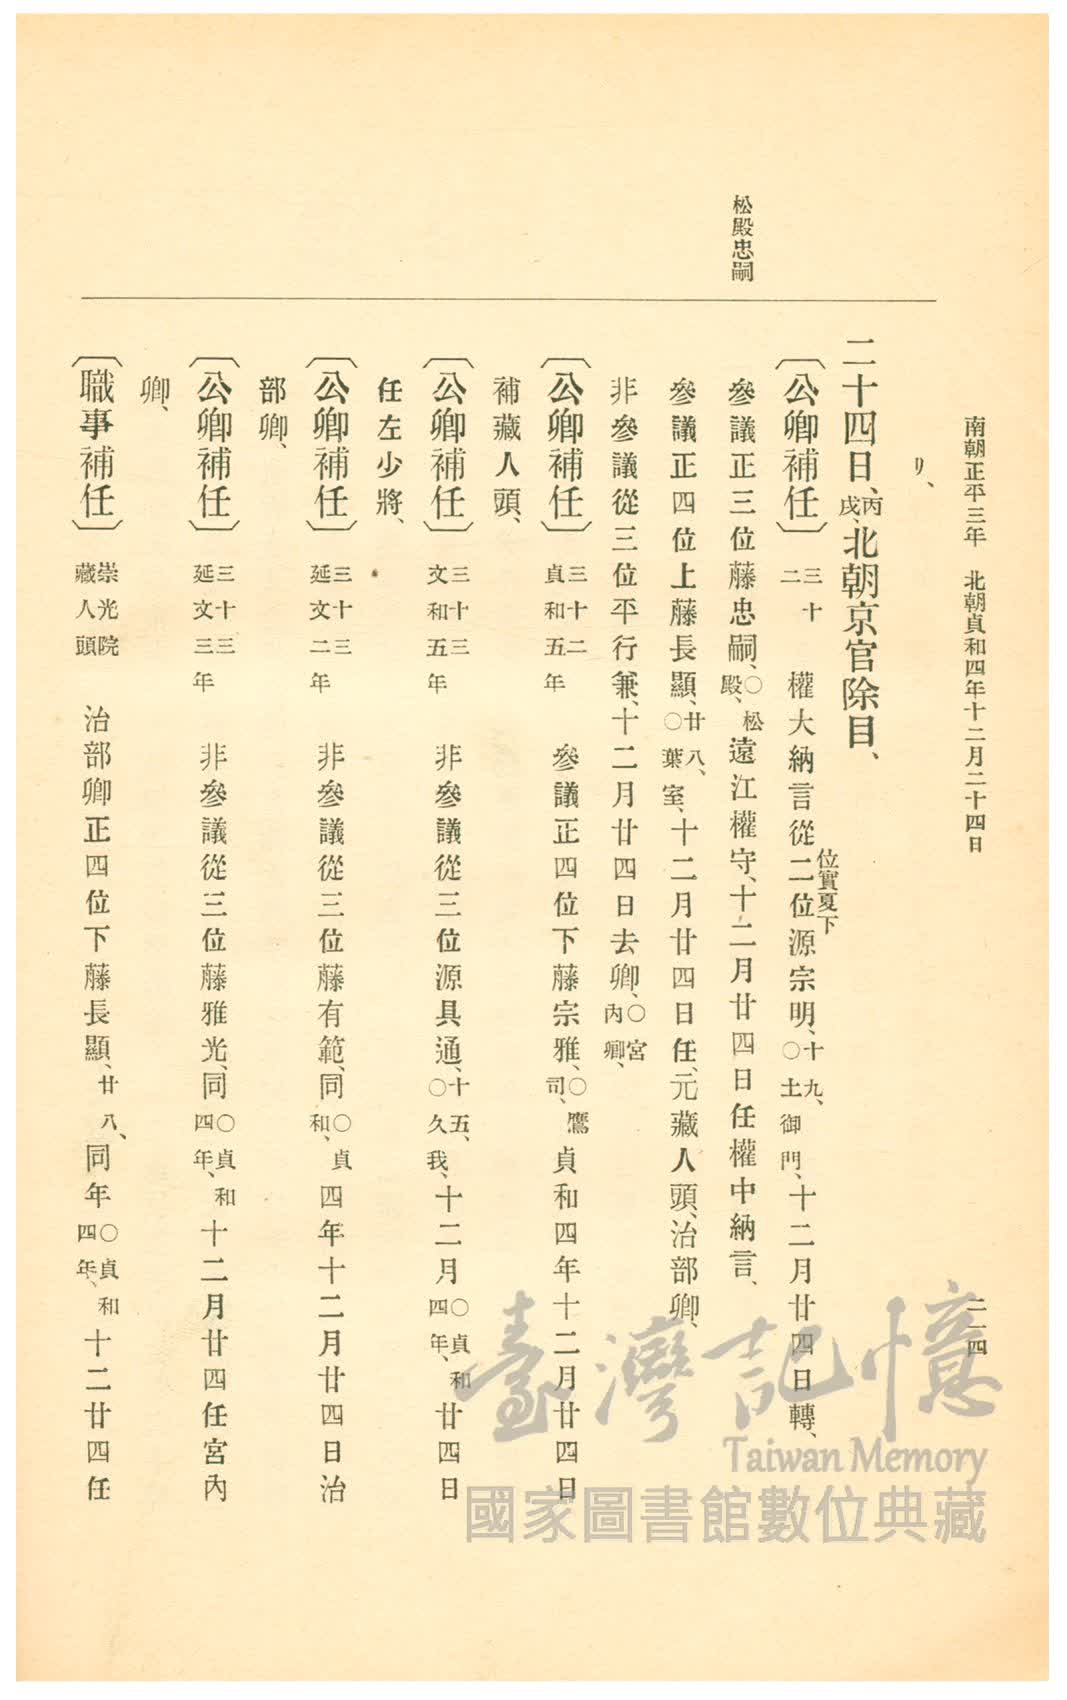 南朝正平三年　北朝貞和四年十二月二十四日
二一四
リ、
二十四日、丙戌、北朝京官除目、
〔公卿補任〕三十二　權大納言從二位源宗明、十九、○土御門、十二月廿四日轉、
位實夏下
松殿忠嗣
參議正三位藤忠嗣、○松殿、遠江權守、十二月廿四日任權中納言、
參議正四位上藤長顯、廿八、○葉室、十二月廿四日任、元藏人頭、治部卿、
非參議從三位平行兼、十二月廿四日去卿、○宮內卿、
〔公卿補任〕三十二貞和五年　參議正四位下藤宗雅、○鷹司、貞和四年十二月廿四日
補藏人頭、
〔公卿補任〕三十三文和五年　非參議從三位源具通、十五、○久我、十二月○貞和四年、廿四日
任左少將、
〔公卿補任〕三十三延文二年　非參議從三位藤有範、同○貞和、四年十二月廿四日治
部卿、
〔公卿補任〕三十三延文三年　非參議從三位藤雅光、同○貞和四年、十二月廿四任宮內
卿、
〔職事補任〕崇光院藏人頭　治部卿正四位下藤長顯、廿八、同年○貞和四年、十二廿四任
臺灣記憶
Taiwan Memory
國家圖書館數位典藏